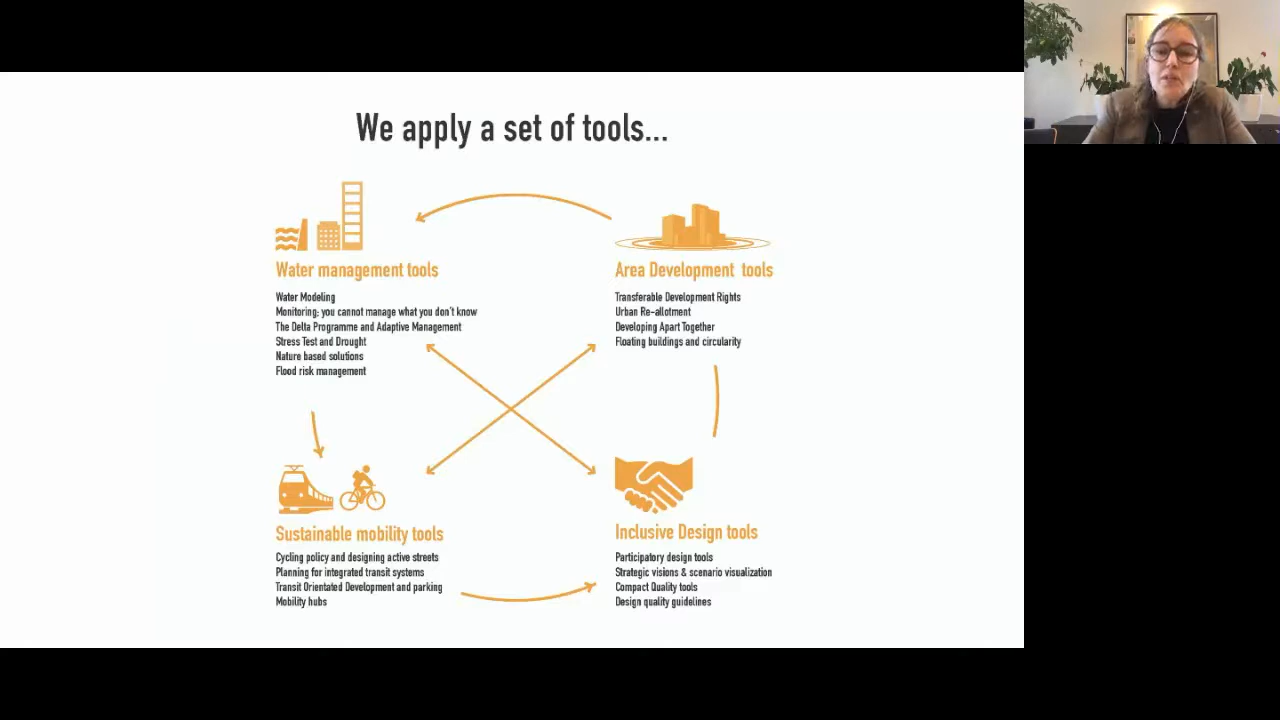 We apply a set of tools...
Water management tools
Water Modeling
Monitoring: you cannot manage what you don't know
The Delta Programme and Adaptive Management
Stress Test and Drought
Nature based solutions
Flood risk management
Area Development tools
Transferable Development Rights
Urban Re-allotment
Developing Apart Together
Floating buildings and circularity
Sustainable mobility tools
Cycling policy and designing active streets
Planning for integrated transit systems
Transit Orientated Development and parking
Mobility hubs
Inclusive Design tools
Participatory design tools
Strategic visions & scenario visualization
Compact Quality tools
Design quality guidelines